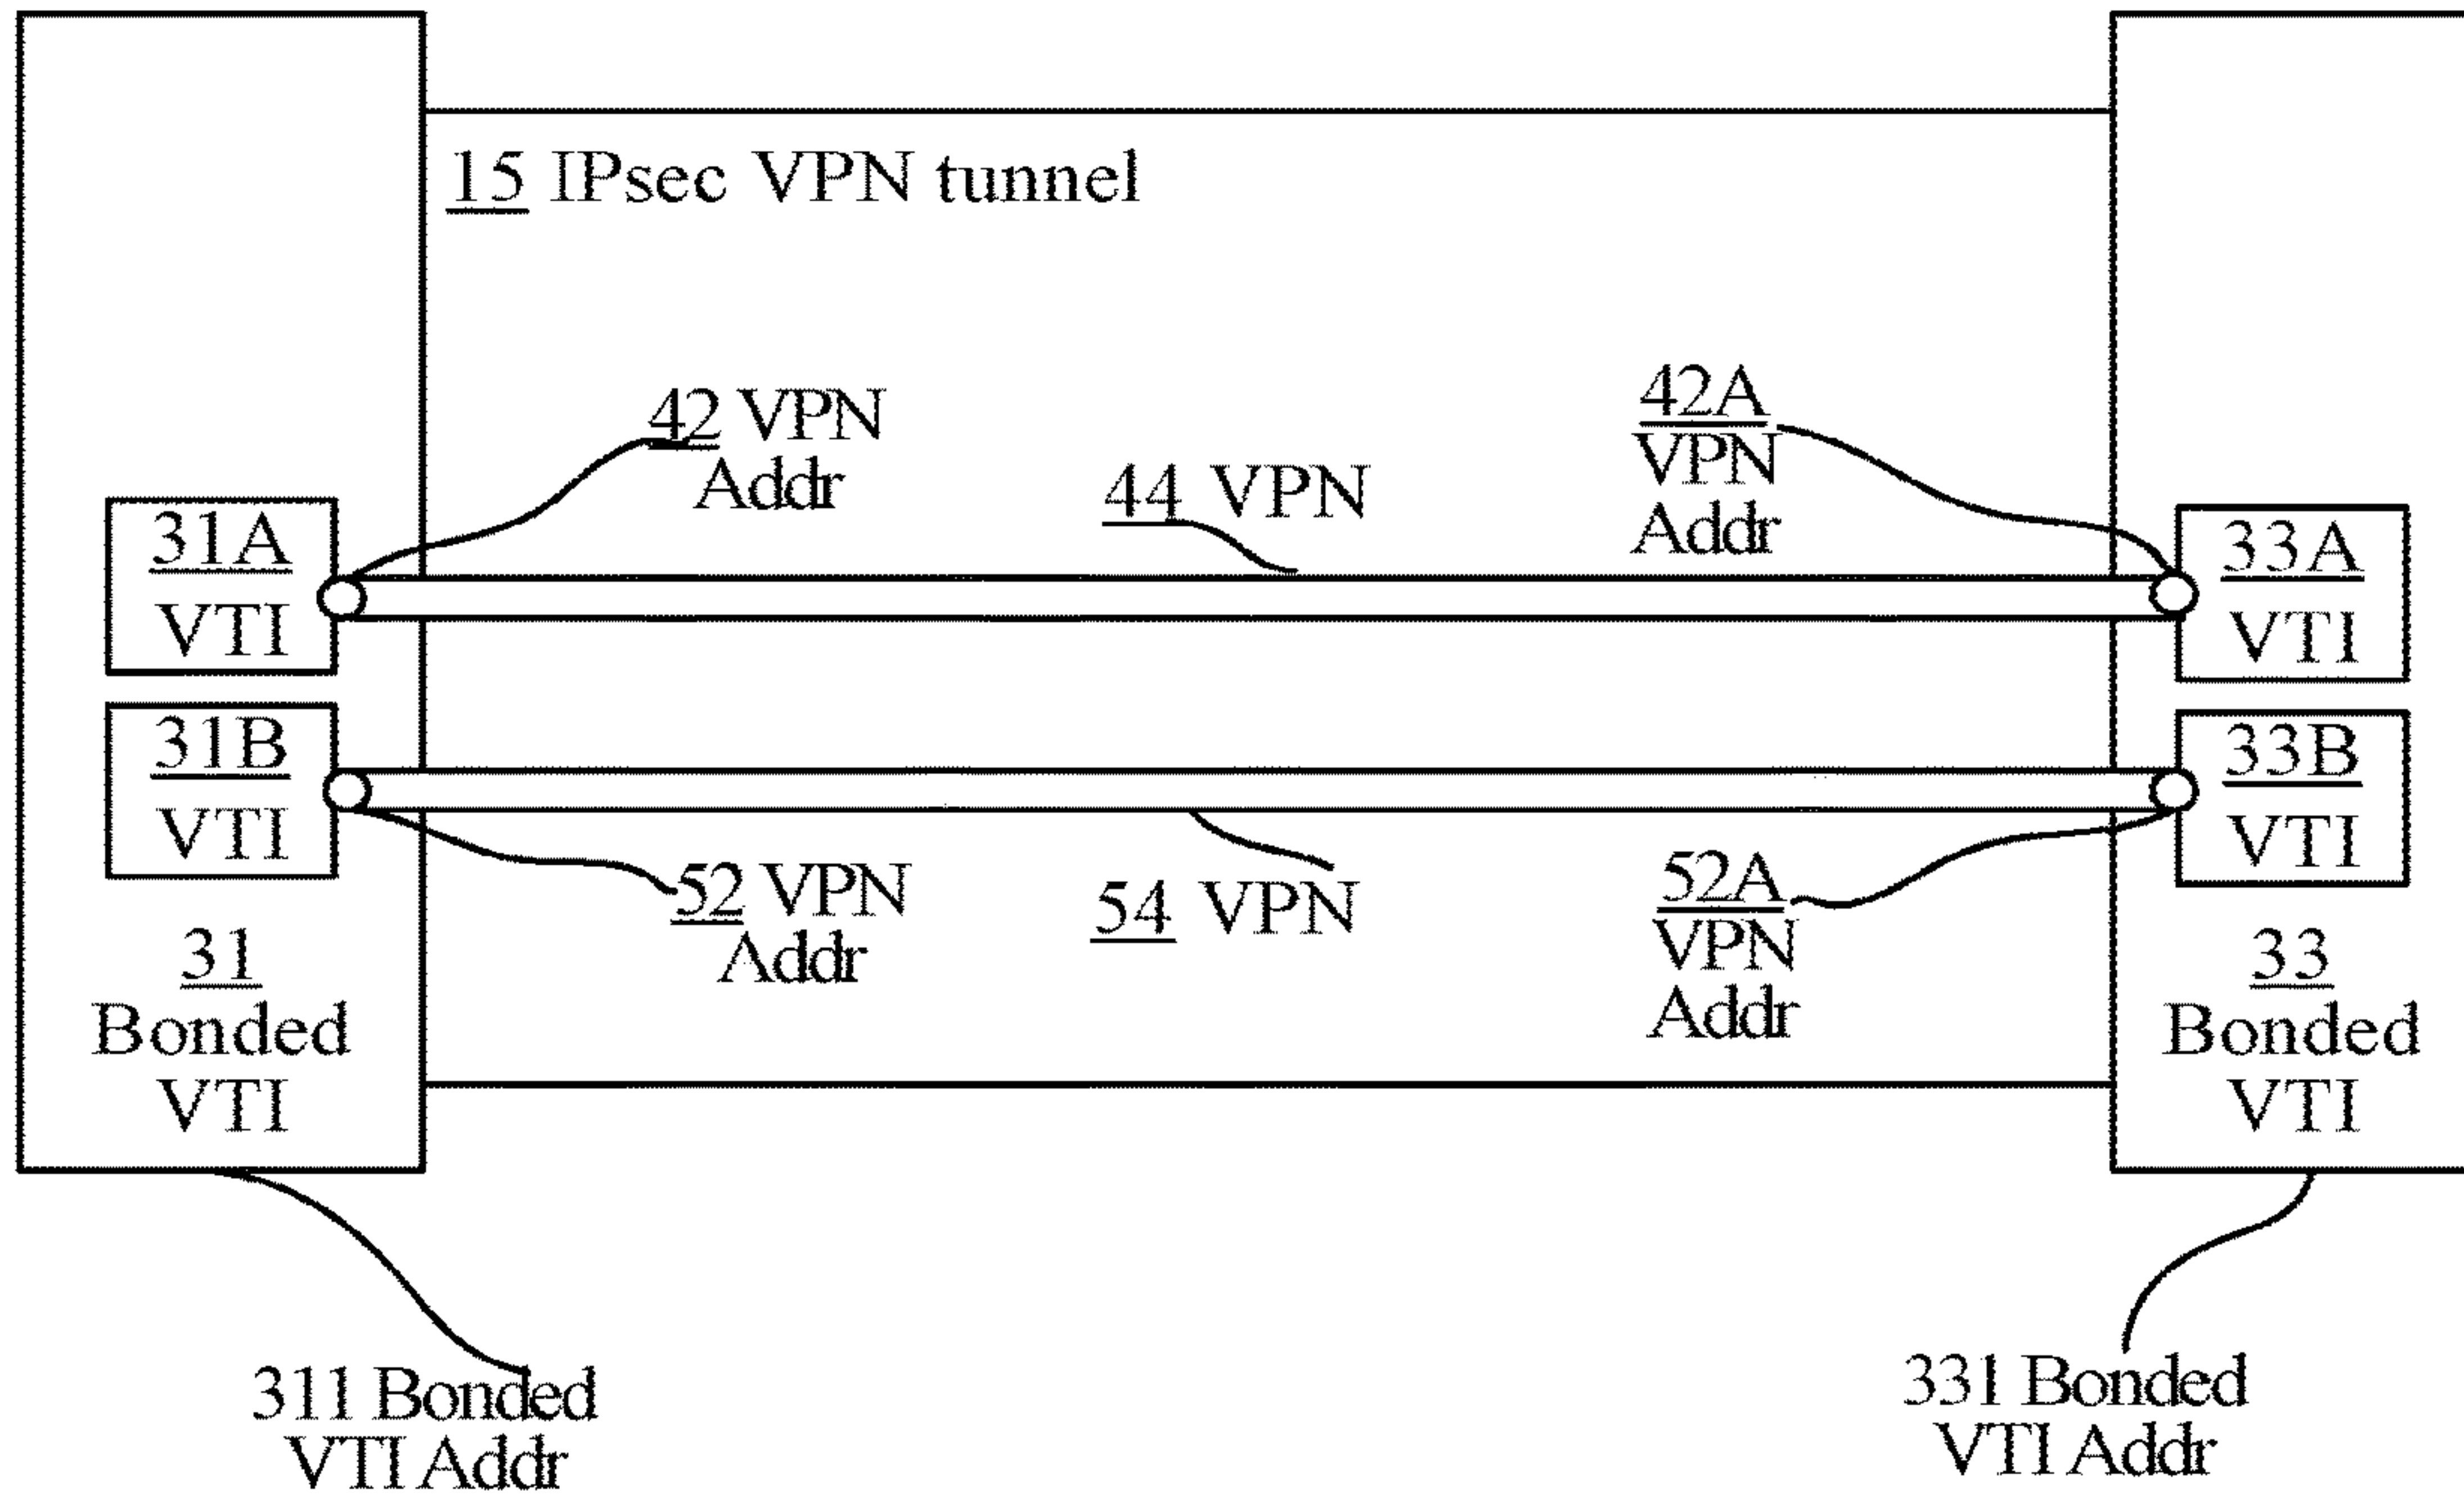 15 IPsec VPN tunnel
42 VPN
Addr
44 VPN
42A
VPN
Addr
31A
VTI
33A
VTI
31B
VTI
33B
VTI
52 VPN
Addr
54 VPN
52A
VPN
Addr
31
Bonded
VTI
33
Bonded
VTI
311 Bonded
VTI Addr
331 Bonded
VTI Addr